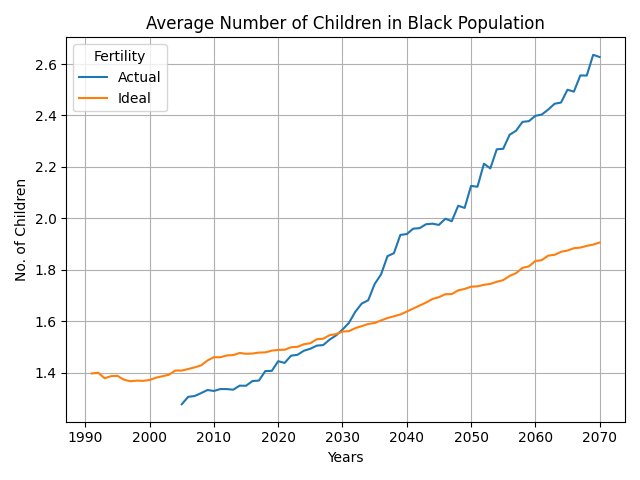 Average Number of Children in Black Population
Fertility
Actual
Ideal
No. of Children
2.6
2.4
2.2
2.0
1.8
1.6
1.4
1990 2000 2010 2020 2030 2040 2050 2060 2070
Years